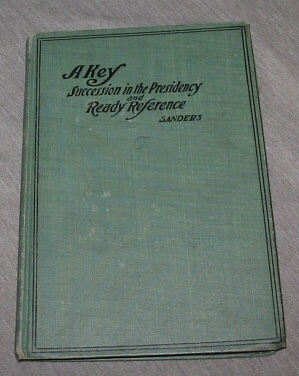 A Key
Succession in the Presidency
and
Ready Reference
SANDERS